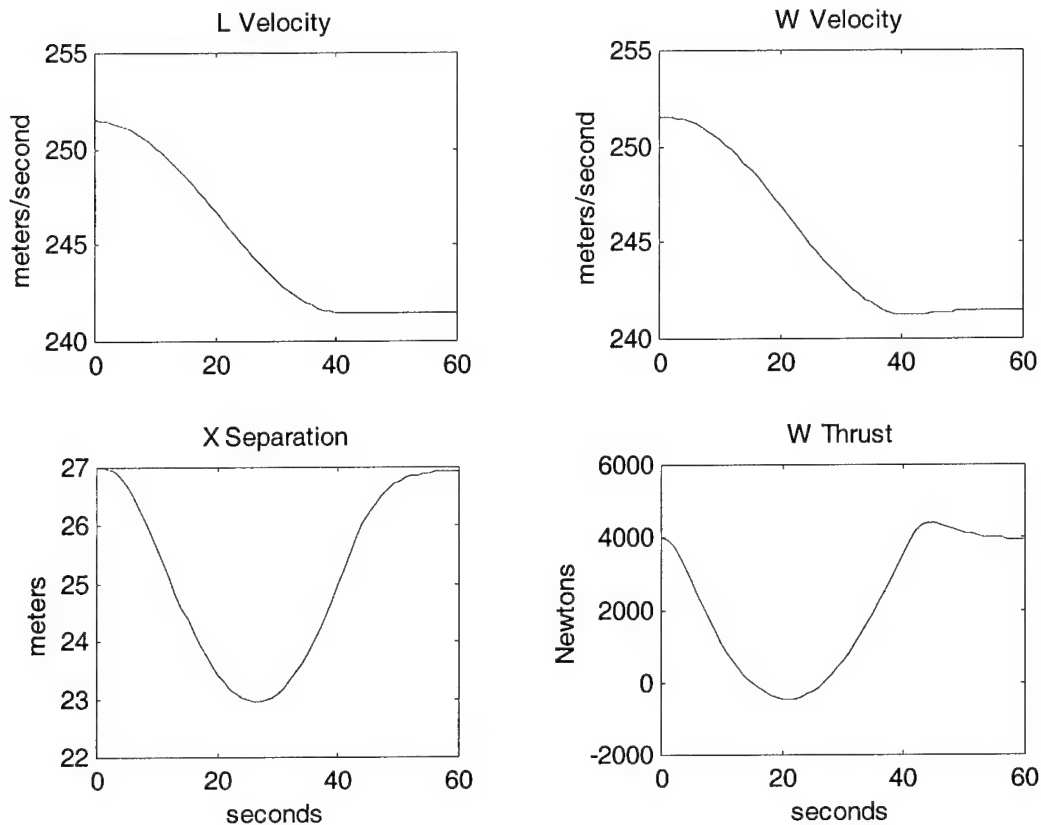 L Velocity
255
250
245
240
meters/second
0 20 40 60
W Velocity
255
250
245
240
meters/second
0 20 40 60
X Separation
27
26
25
24
23
22
meters
0 20 40 60
seconds
W Thrust
6000
4000
2000
0
-2000
Newtons
0 20 40 60
seconds